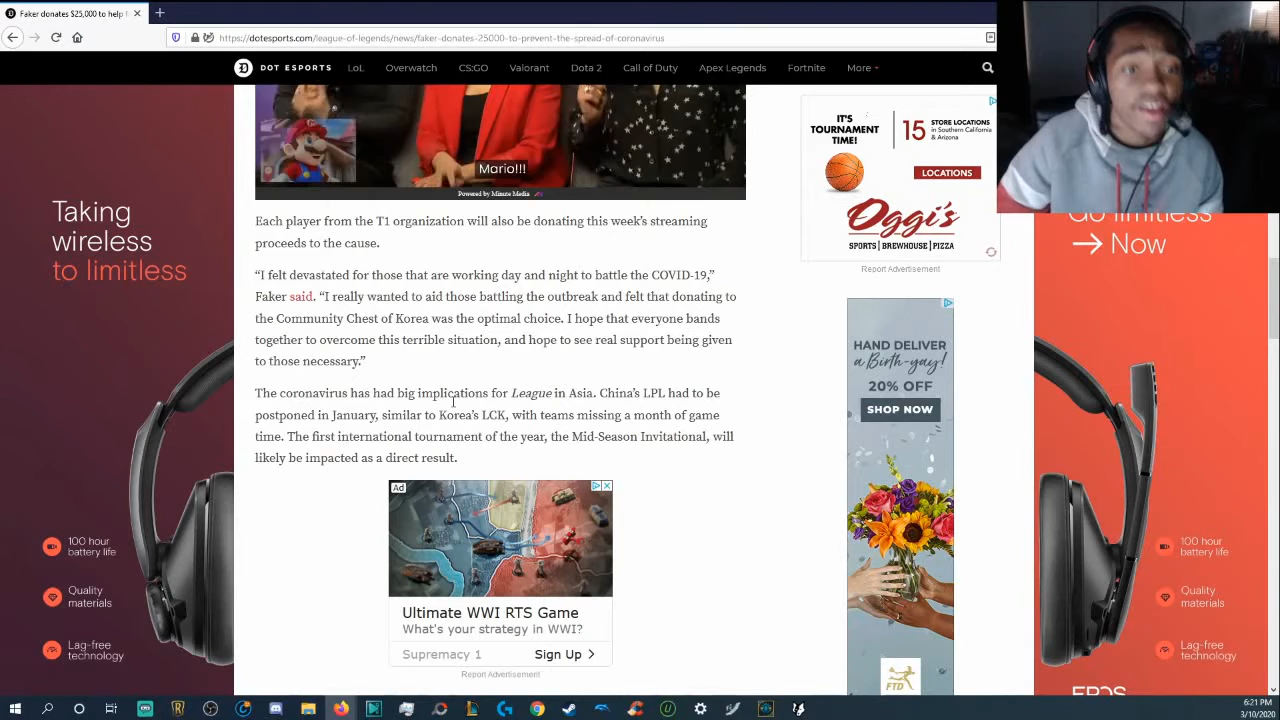 Faker donates $25,000 to help
https://dotesports.com/league-of-legends/news/faker-donates-25000-to-prevent-the-spread-of-coronavirus
DOT ESPORTS
LoL
Overwatch
CS:GO
Valorant
Dota 2
Call of Duty
Apex Legends
Fortnite
More
Mario!!!
Powered by Minute Media
Each player from the T1 organization will also be donating this week’s streaming
proceeds to the cause.
“I felt devastated for those that are working day and night to battle the COVID-19,”
Faker said. “I really wanted to aid those battling the outbreak and felt that donating to
the Community Chest of Korea was the optimal choice. I hope that everyone bands
together to overcome this terrible situation, and hope to see real support being given
to those necessary.”
The coronavirus has had big implications for League in Asia. China’s LPL had to be
postponed in January, similar to Korea’s LCK, with teams missing a month of game
time. The first international tournament of the year, the Mid-Season Invitational, will
likely be impacted as a direct result.
Ad
Ultimate WWI RTS Game
What's your strategy in WWI?
Supremacy 1
Sign Up
Report Advertisement
IT'S
TOURNAMENT
TIME!
15
STORE LOCATIONS
in Southern California
& Arizona
LOCATIONS
Oggi's
SPORTS | BREWHOUSE | PIZZA
Report Advertisement
HAND DELIVER
a Birth-yay!
20% OFF
SHOP NOW
FTD
Taking
wireless
to limitless
100 hour
battery life
Quality
materials
Lag-free
technology
Go limitless
→ Now
100 hour
battery life
Quality
materials
Lag-free
technology
EPOS
6:21 PM
3/10/2020